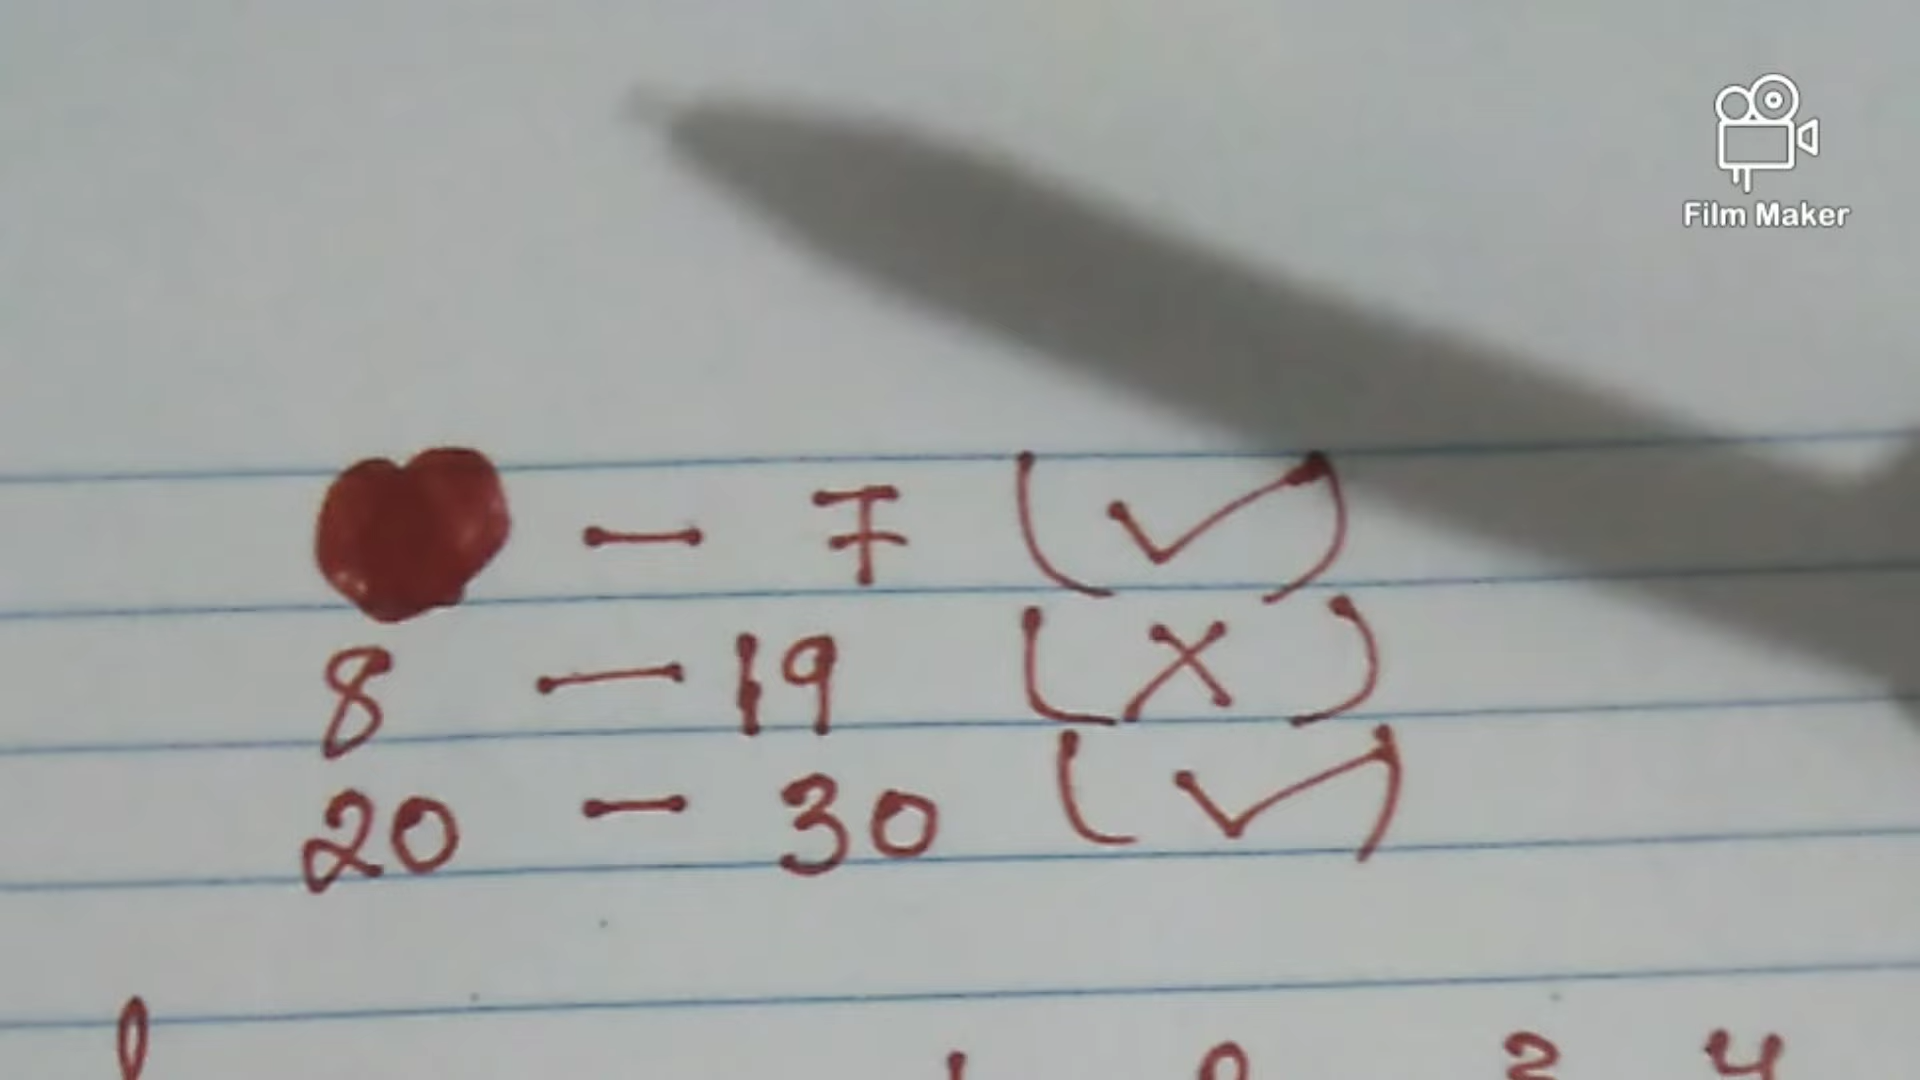 Film Maker
— 7 (✓)
8 — 19 (×)
20 — 30 (✓)